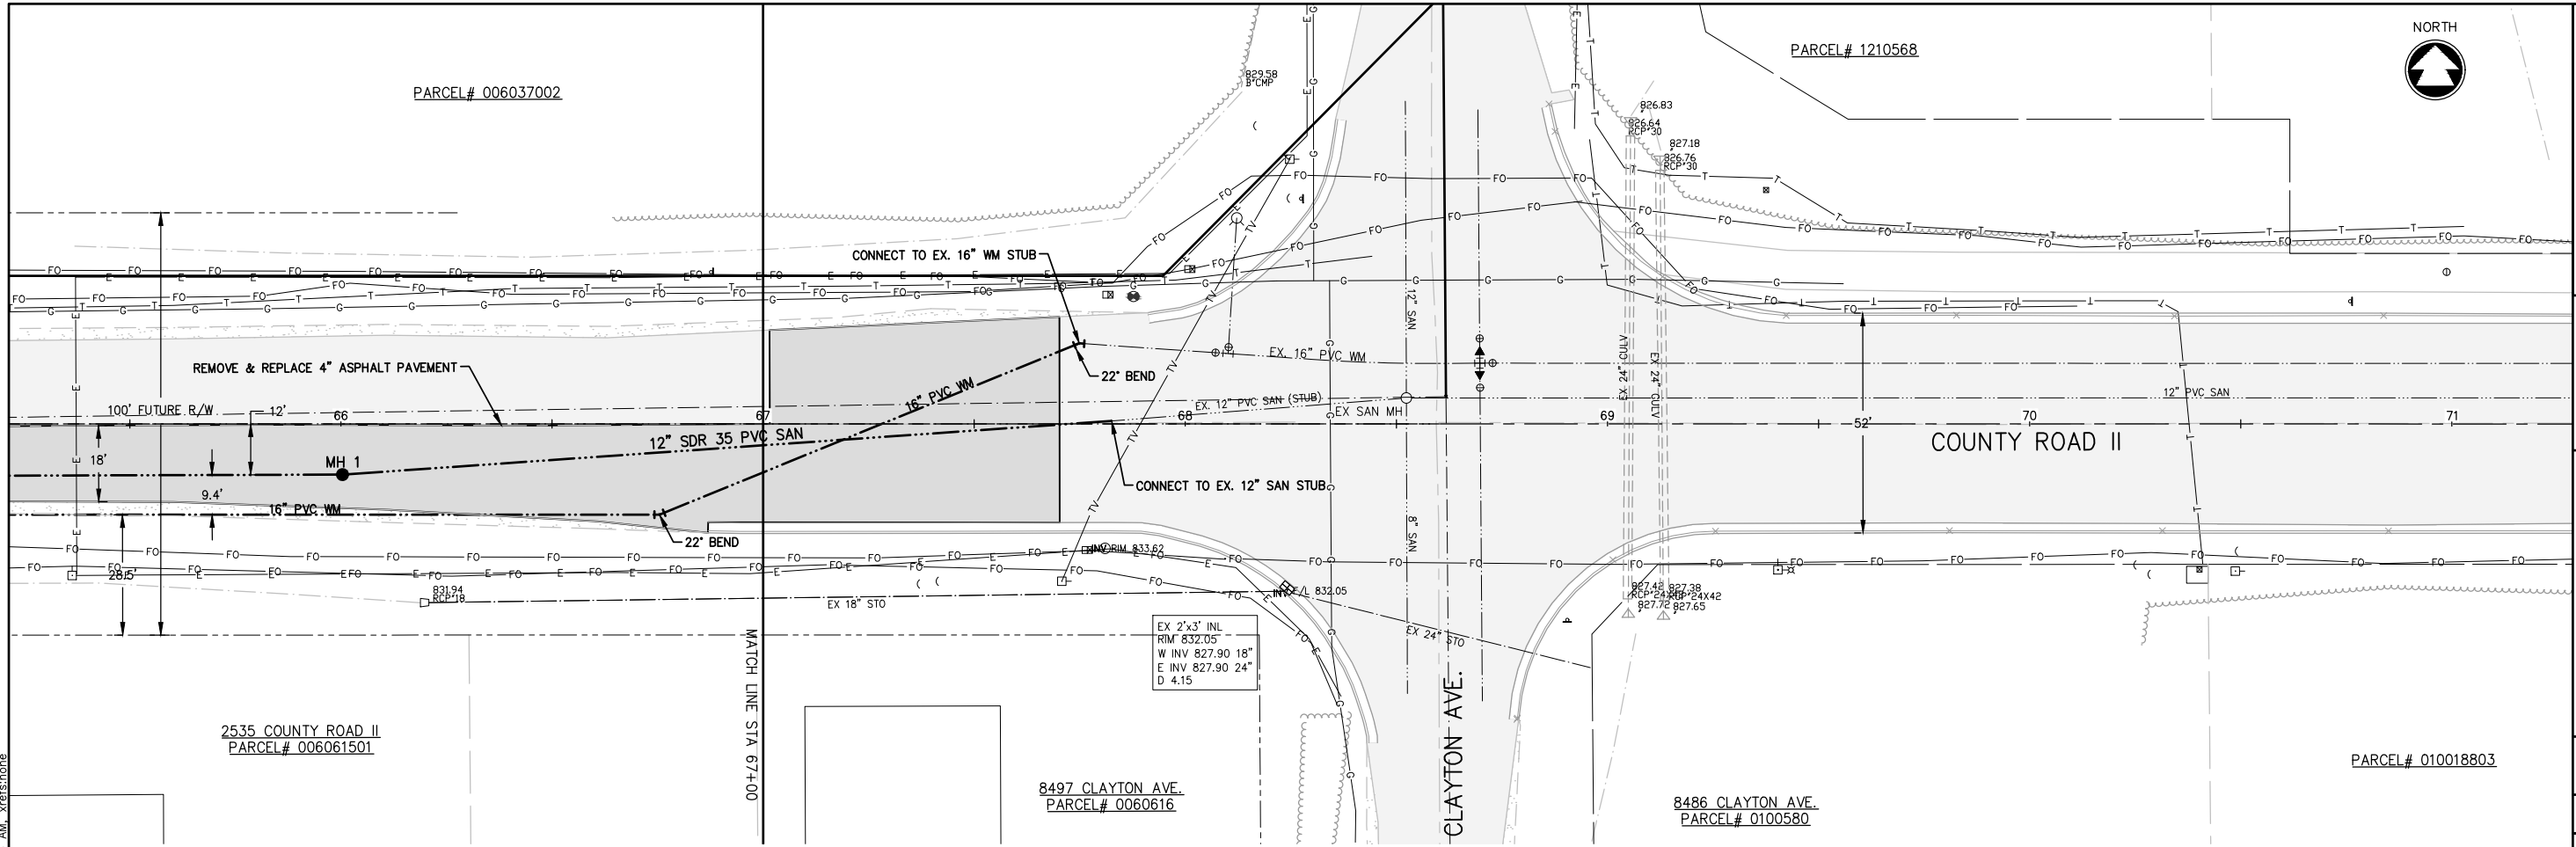 NORTH
PARCEL# 1210568
PARCEL# 006037002
829.58
826.83
826.64
RCP*30
827.18
826.76
RCP*30
CONNECT TO EX. 16" WM STUB
12" SAN
REMOVE & REPLACE 4" ASPHALT PAVEMENT
EX. 16" PVC WM
22° BEND
EX 24" CULV
EX 24" CULV
16" PVC WM
100' FUTURE R/W
12'
EX. 12" PVC SAN (STUB)
EX SAN MH
12" PVC SAN
66
67
68
69
70
71
52'
12" SDR 35 PVC SAN
COUNTY ROAD II
MH 1
18'
9.4'
CONNECT TO EX. 12" SAN STUB
16" PVC WM
8" SAN
22° BEND
INV RIM 833.62
28.5'
831.94
RCP*18
EX 18" STO
827.42
827.38
827.72
827.65
EX 2'x3' INL
RIM 832.05
W INV 827.90 18"
E INV 827.90 24"
D 4.15
EX 24" STO
MATCH LINE STA 67+00
CLAYTON AVE.
2535 COUNTY ROAD II
PARCEL# 006061501
8497 CLAYTON AVE.
PARCEL# 0060616
8486 CLAYTON AVE.
PARCEL# 0100580
PARCEL# 010018803
AM, xrefs:none